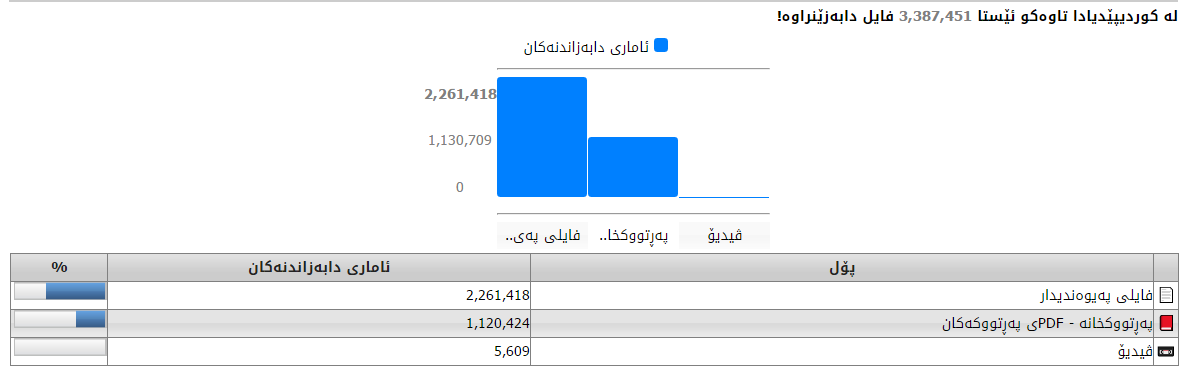 لە کوردیپێدیادا تاوەکو ئێستا 3,387,451 فایل دابەزێنراوە!
ئاماری دابەزاندنەکان
2,261,418
1,130,709
0
فایلی پەی.. پەڕتووکخا.. ڤیدیۆ
پۆل ئاماری دابەزاندنەکان %
فایلی پەیوەندیدار 2,261,418
پەڕتووکخانە - PDFی پەڕتووکەکان 1,120,424
ڤیدیۆ 5,609